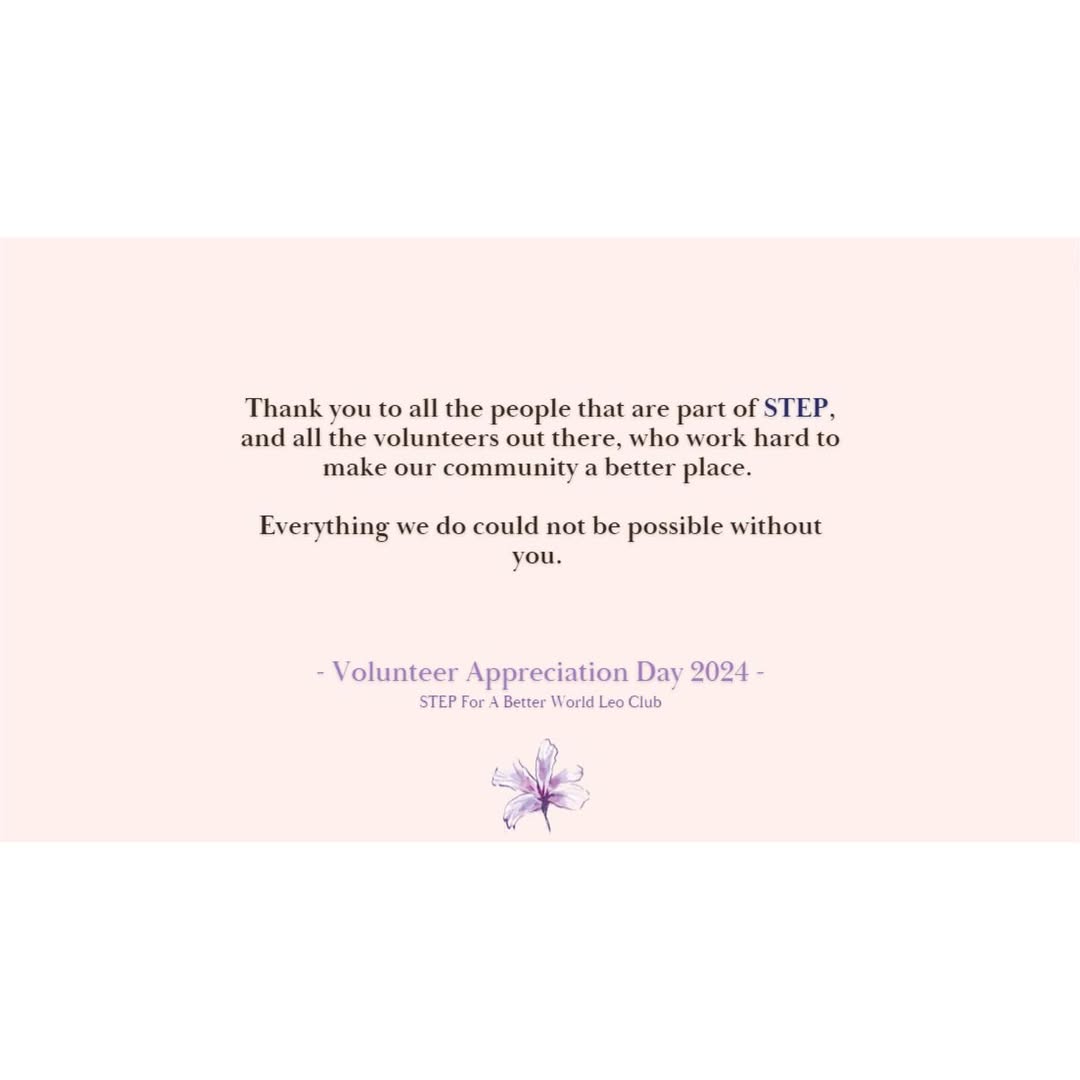 Thank you to all the people that are part of STEP,
and all the volunteers out there, who work hard to
make our community a better place.
Everything we do could not be possible without
you.
- Volunteer Appreciation Day 2024 -
STEP For A Better World Leo Club